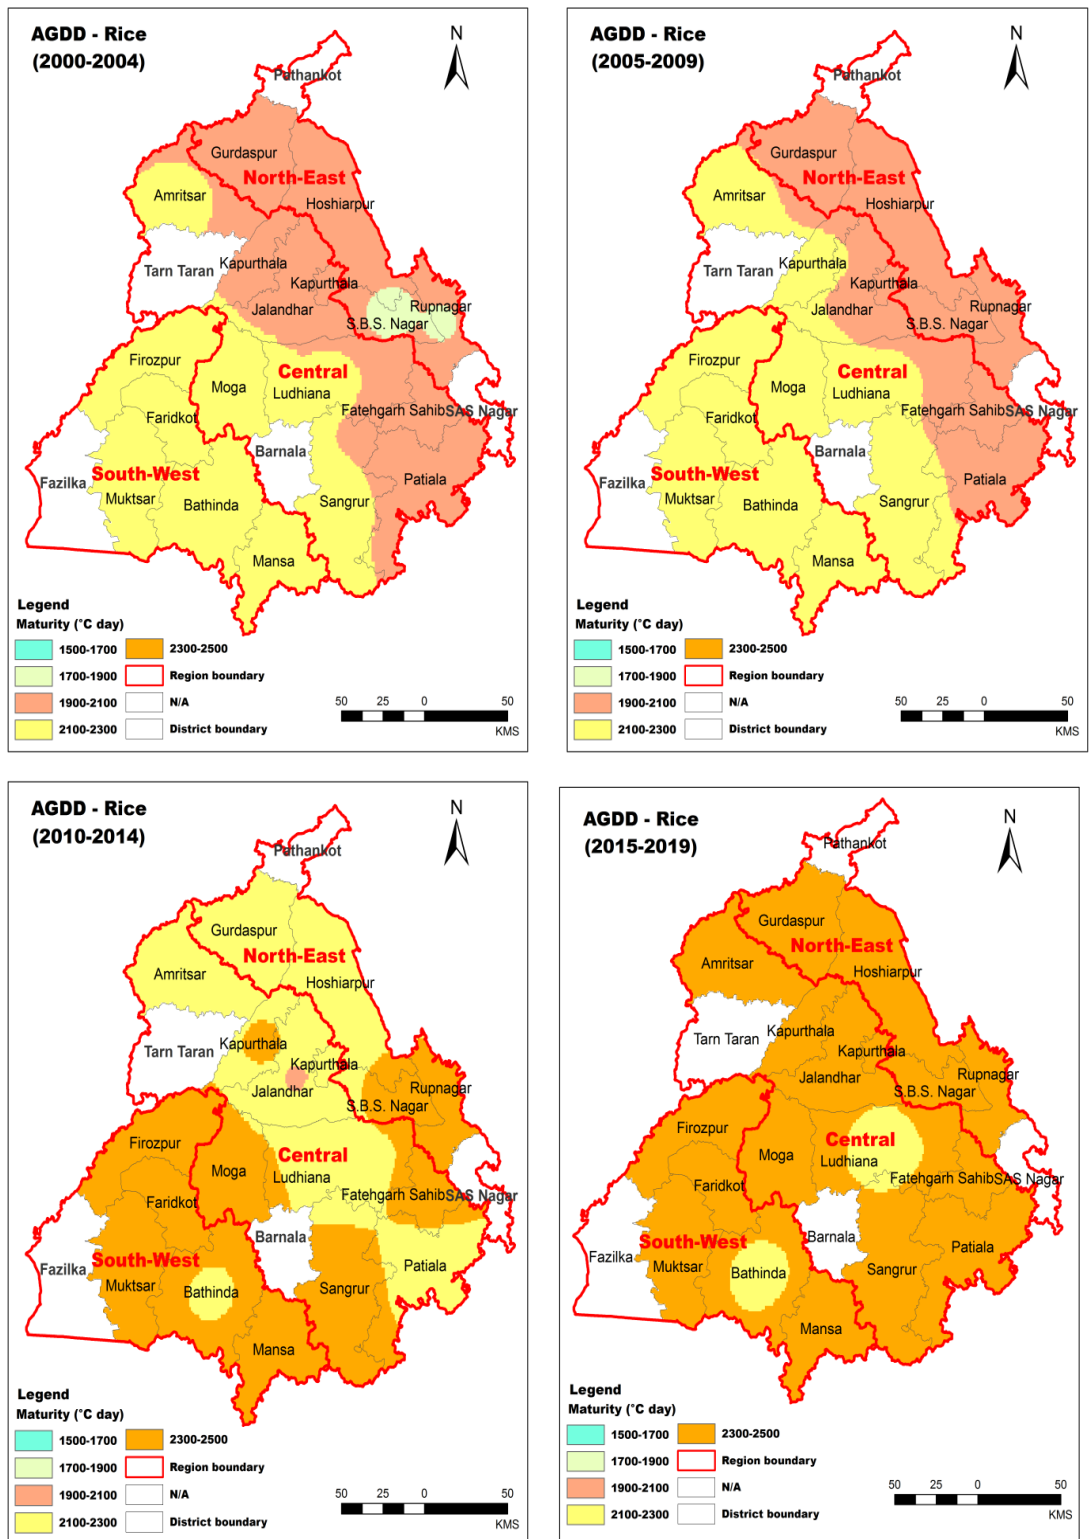 AGDD - Rice
(2000-2004)
N
Pathankot
Gurdaspur
North-East
Amritsar
Hoshiarpur
Tarn Taran
Kapurthala
Kapurthala
Jalandhar
Rupnagar
S.B.S. Nagar
Firozpur
Central
Moga
Ludhiana
Faridkot
Fatehgarh Sahib
SAS Nagar
Barnala
South-West
Fazilka
Patiala
Muktsar
Bathinda
Sangrur
Mansa
Legend
Maturity (°C day)
1500-1700
2300-2500
1700-1900
Region boundary
1900-2100
N/A
2100-2300
District boundary
50 25 0 50
KMS
AGDD - Rice
(2005-2009)
N
Pathankot
Gurdaspur
North-East
Amritsar
Hoshiarpur
Tarn Taran
Kapurthala
Kapurthala
Jalandhar
Rupnagar
S.B.S. Nagar
Firozpur
Central
Moga
Ludhiana
Faridkot
Fatehgarh Sahib
SAS Nagar
Barnala
South-West
Fazilka
Patiala
Muktsar
Bathinda
Sangrur
Mansa
Legend
Maturity (°C day)
1500-1700
2300-2500
1700-1900
Region boundary
1900-2100
N/A
2100-2300
District boundary
50 25 0 50
KMS
AGDD - Rice
(2010-2014)
N
Pathankot
Gurdaspur
North-East
Amritsar
Hoshiarpur
Tarn Taran
Kapurthala
Kapurthala
Jalandhar
Rupnagar
S.B.S. Nagar
Firozpur
Central
Moga
Ludhiana
Faridkot
Fatehgarh Sahib
SAS Nagar
Barnala
South-West
Fazilka
Patiala
Muktsar
Bathinda
Sangrur
Mansa
Legend
Maturity (°C day)
1500-1700
2300-2500
1700-1900
Region boundary
1900-2100
N/A
2100-2300
District boundary
50 25 0 50
KMS
AGDD - Rice
(2015-2019)
N
Pathankot
Gurdaspur
North-East
Amritsar
Hoshiarpur
Tarn Taran
Kapurthala
Kapurthala
Jalandhar
Rupnagar
S.B.S. Nagar
Firozpur
Central
Moga
Ludhiana
Faridkot
Fatehgarh Sahib
SAS Nagar
Barnala
South-West
Fazilka
Patiala
Muktsar
Bathinda
Sangrur
Mansa
Legend
Maturity (°C day)
1500-1700
2300-2500
1700-1900
Region boundary
1900-2100
N/A
2100-2300
District boundary
50 25 0 50
KMS